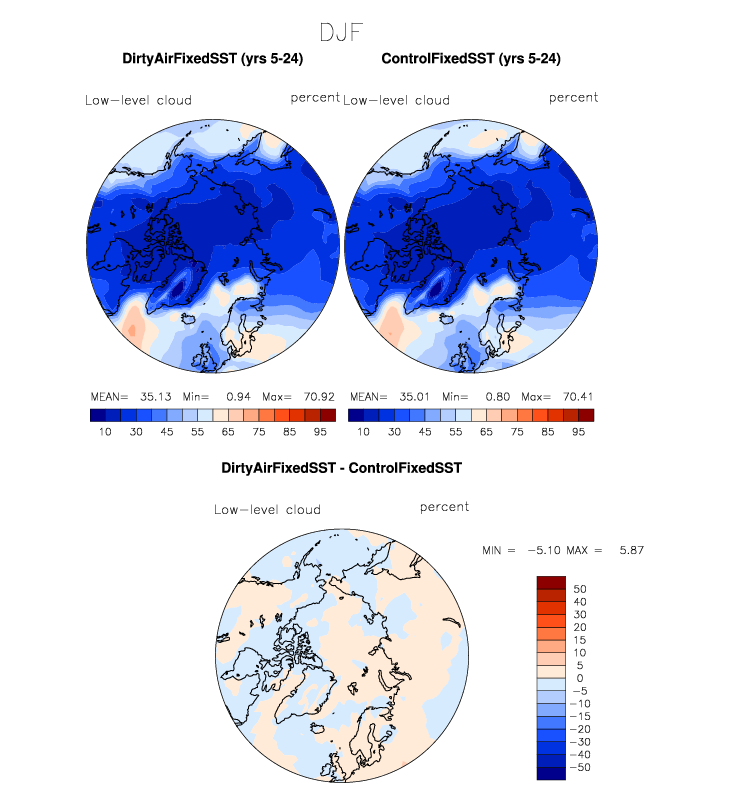 DJF
DirtyAirFixedSST (yrs 5-24) ControlFixedSST (yrs 5-24)
Low-level cloud percent Low-level cloud percent
MEAN= 35.13 Min= 0.94 Max= 70.92 MEAN= 35.01 Min= 0.80 Max= 70.41
10 30 45 55 65 75 85 95 10 30 45 55 65 75 85 95
DirtyAirFixedSST - ControlFixedSST
Low-level cloud percent
MIN = -5.10 MAX = 5.87
50
40
30
20
15
10
5
0
-5
-10
-15
-20
-30
-40
-50